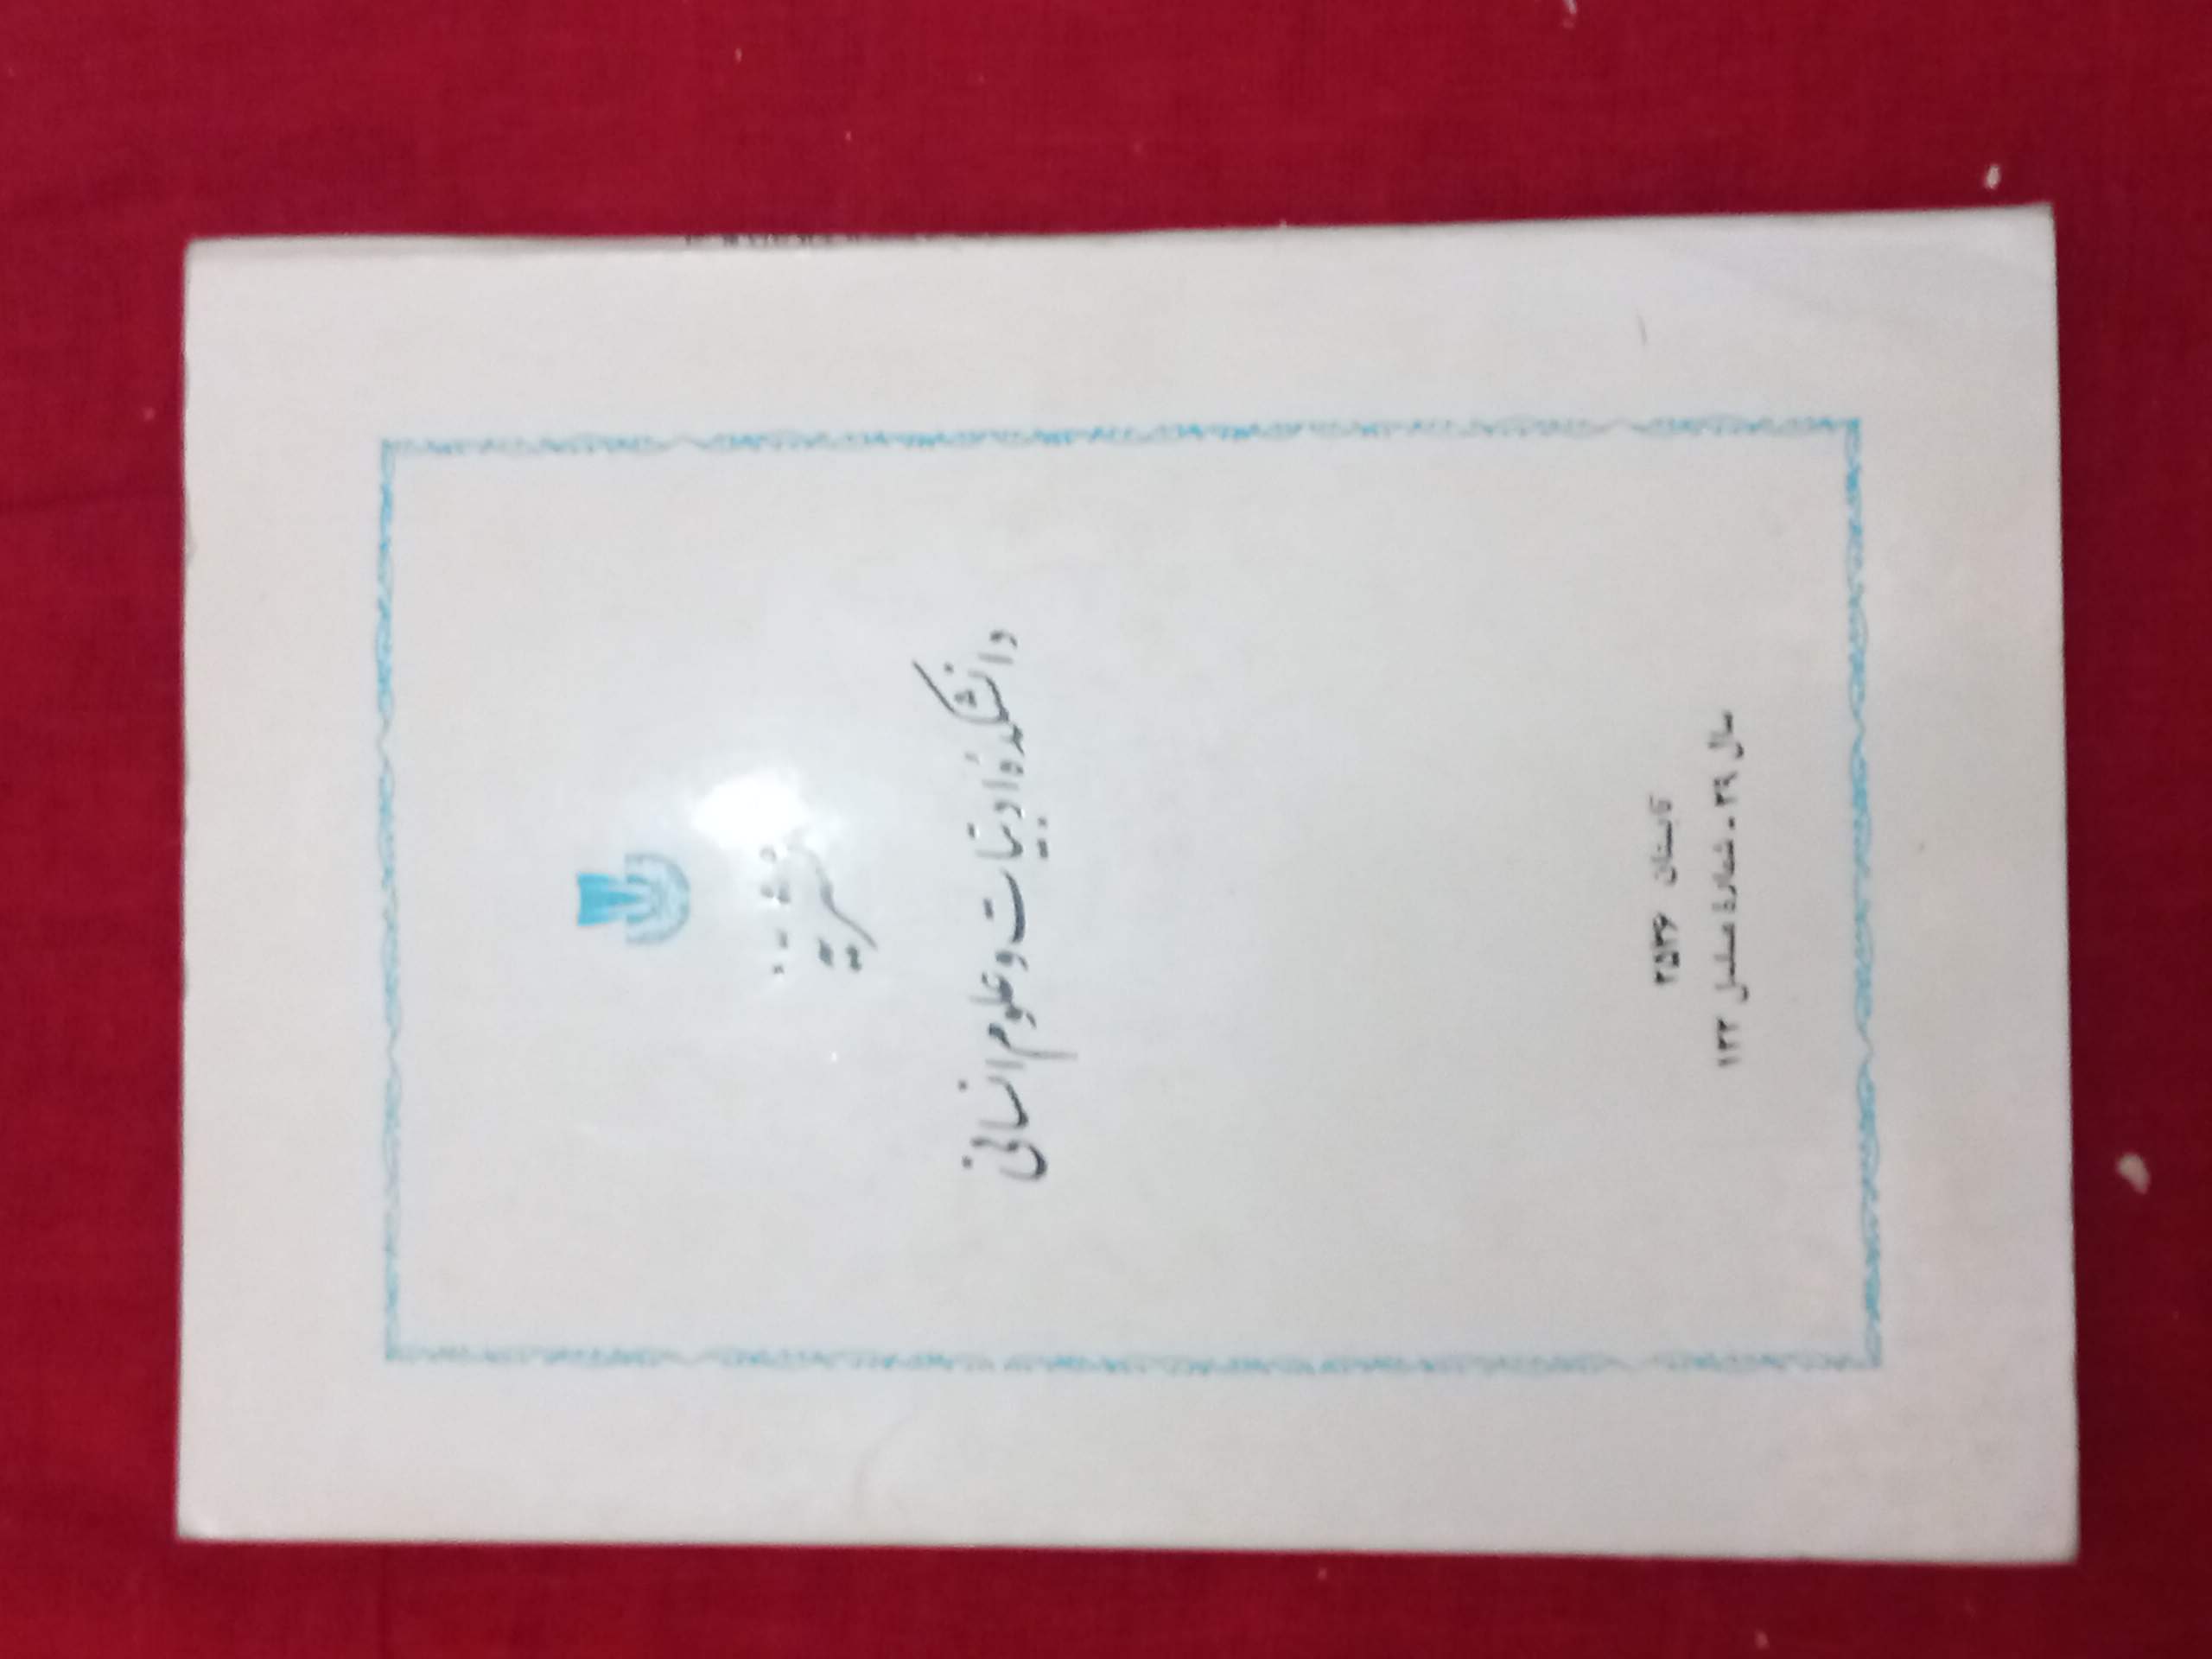 نشریه
دانشکدهٔ ادبیات و علوم انسانی
تابستان ۲۵۳۶
سال ۲۹ - شمارهٔ مسلسل ۱۲۲